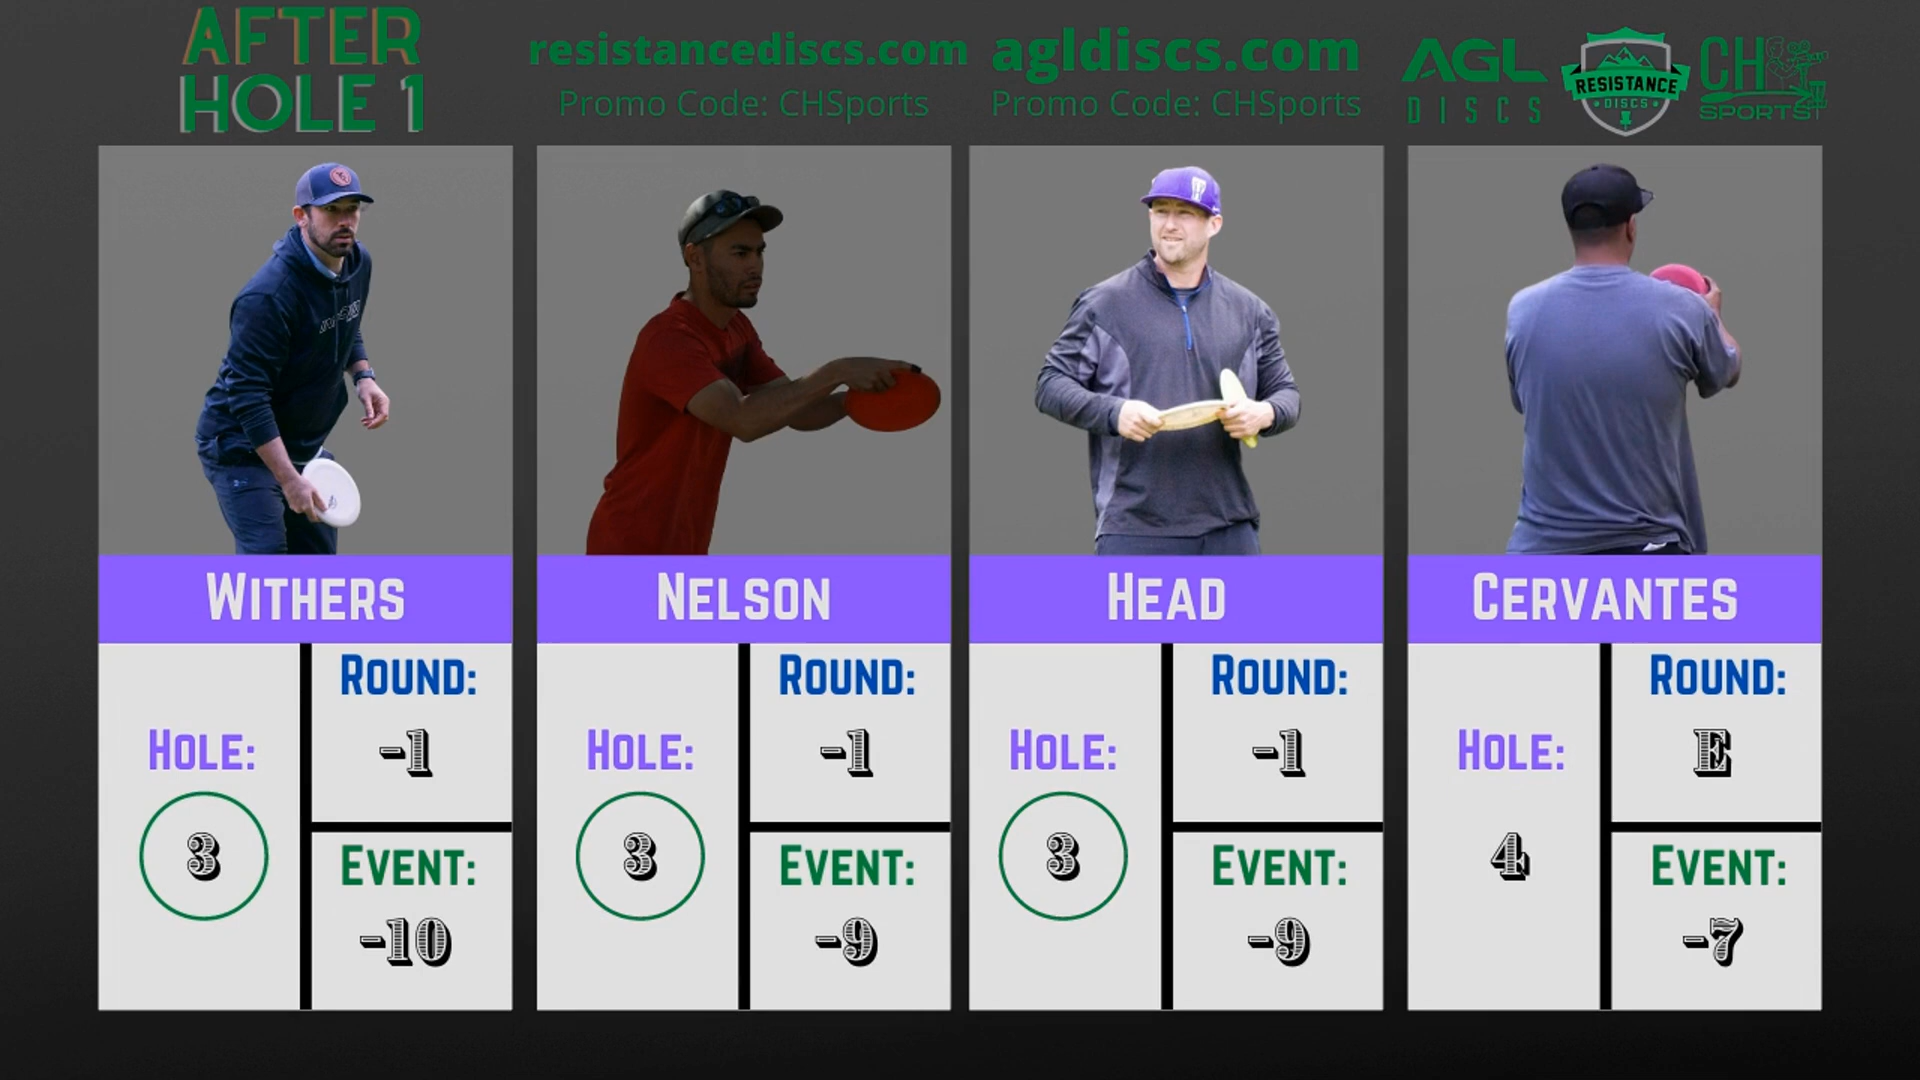 AFTER
HOLE 1
resistancediscs.com
Promo Code: CHSports
agldiscs.com
Promo Code: CHSports
AGL
DISCS
RESISTANCE
DISCS
CH
SPORTS
WITHERS
HOLE:
3
ROUND:
-1
EVENT:
-10
NELSON
HOLE:
3
ROUND:
-1
EVENT:
-9
HEAD
HOLE:
3
ROUND:
-1
EVENT:
-9
CERVANTES
HOLE:
4
ROUND:
E
EVENT:
-7